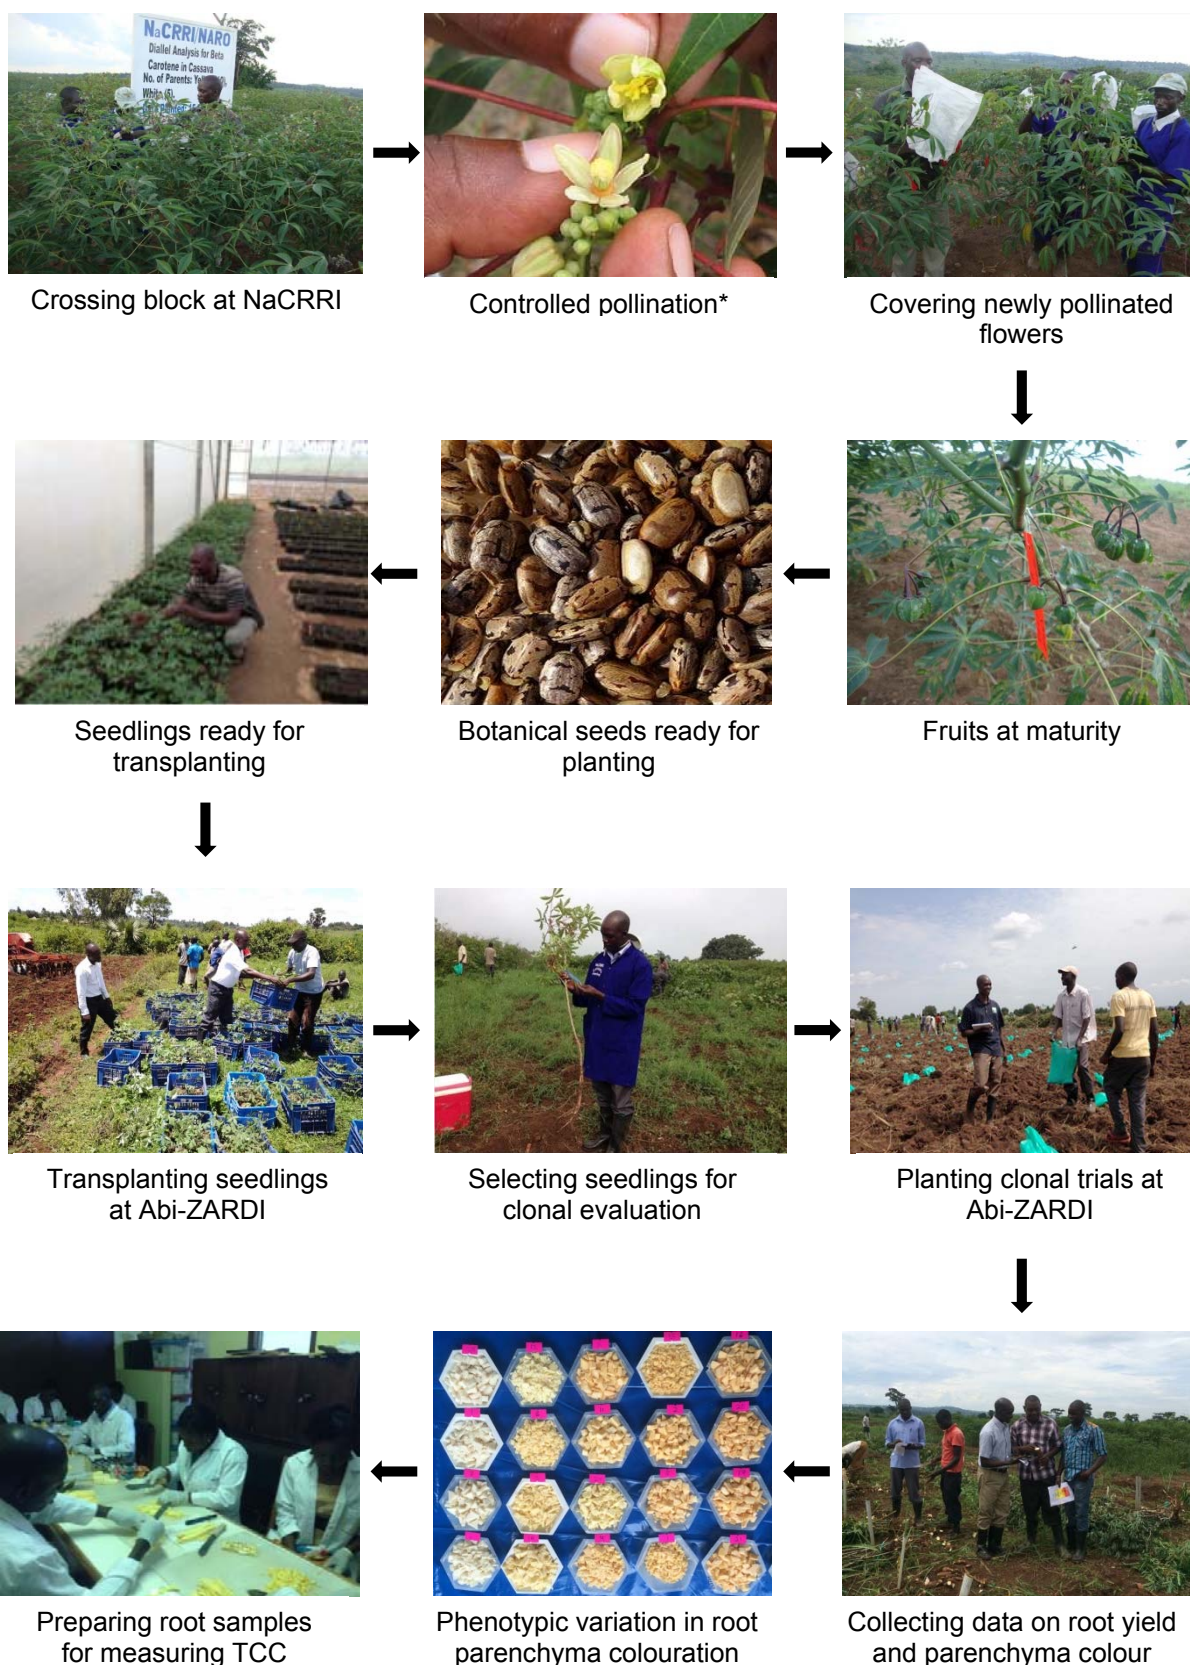 NaCRRI/NARO
Diallel Analysis for Beta
Carotene in Cassava
No. of Parents:
White (5)
Crossing block at NaCRRI
Controlled pollination*
Covering newly pollinated
flowers
Seedlings ready for
transplanting
Botanical seeds ready for
planting
Fruits at maturity
Transplanting seedlings
at Abi-ZARDI
Selecting seedlings for
clonal evaluation
Planting clonal trials at
Abi-ZARDI
Preparing root samples
for measuring TCC
Phenotypic variation in root
parenchyma colouration
Collecting data on root yield
and parenchyma colour